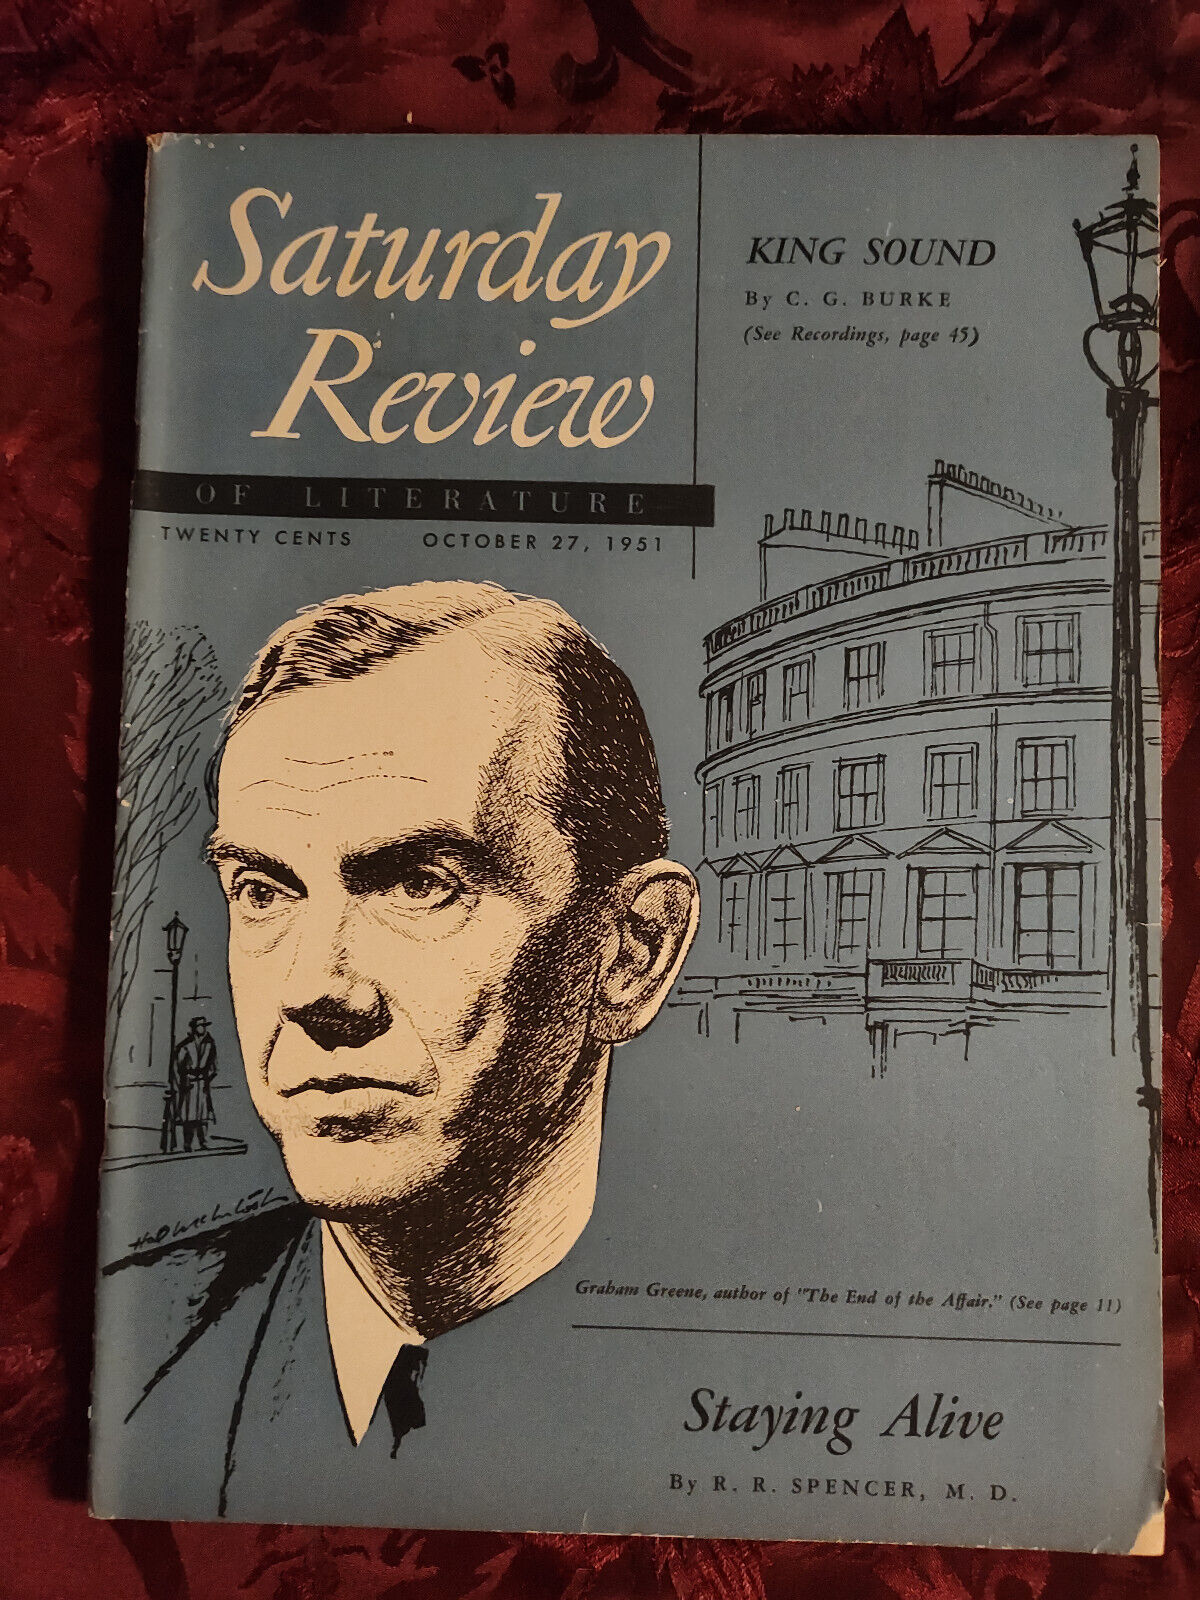 Saturday
Review
OF LITERATURE
TWENTY CENTS OCTOBER 27, 1951
KING SOUND
By C. G. BURKE
(See Recordings, page 45)
Graham Greene, author of "The End of the Affair." (See page 11)
Staying Alive
By R. R. SPENCER, M. D.